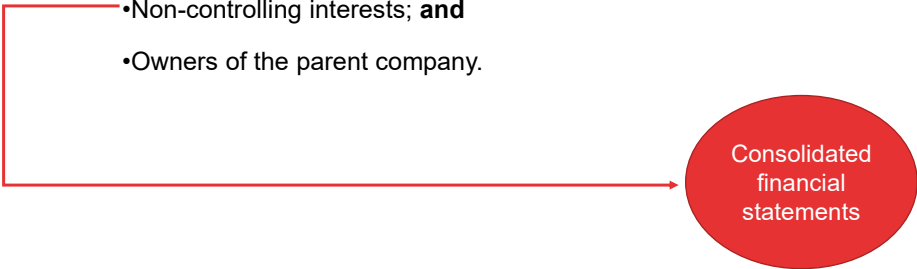 •Non-controlling interests; and
•Owners of the parent company.
Consolidated
financial
statements